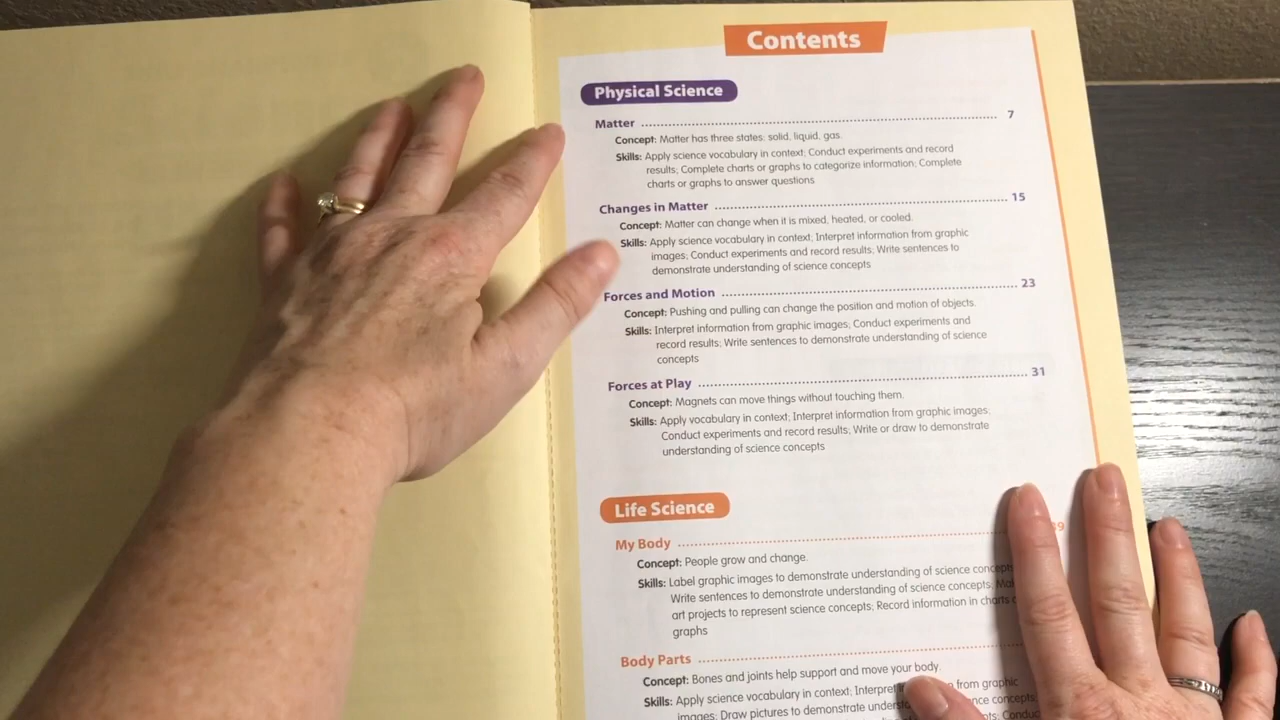 Contents
Physical Science
Matter ........ 7
Concept: Matter has three states: solid, liquid, gas.
Skills: Apply science vocabulary in context; Conduct experiments and record
results; Complete charts or graphs to categorize information; Complete
charts or graphs to answer questions
Changes in Matter ........ 15
Concept: Matter can change when it is mixed, heated, or cooled.
Skills: Apply science vocabulary in context; Interpret information from graphic
images; Conduct experiments and record results; Write sentences to
demonstrate understanding of science concepts
Forces and Motion ........ 23
Concept: Pushing and pulling can change the position and motion of objects.
Skills: Interpret information from graphic images; Conduct experiments and
record results; Write sentences to demonstrate understanding of science
concepts
Forces at Play ........ 31
Concept: Magnets can move things without touching them.
Skills: Apply vocabulary in context; Interpret information from graphic images;
Conduct experiments and record results; Write or draw to demonstrate
understanding of science concepts
Life Science
My Body ........
Concept: People grow and change.
Skills: Label graphic images to demonstrate understanding of science
Write sentences to demonstrate understanding of science concepts;
art projects to represent science concepts; Record information in charts
graphs
Body Parts ........
Concept: Bones and joints help support and move your body.
Skills: Apply science vocabulary in context; from graphic
images; Draw pictures to demonstrate concepts;